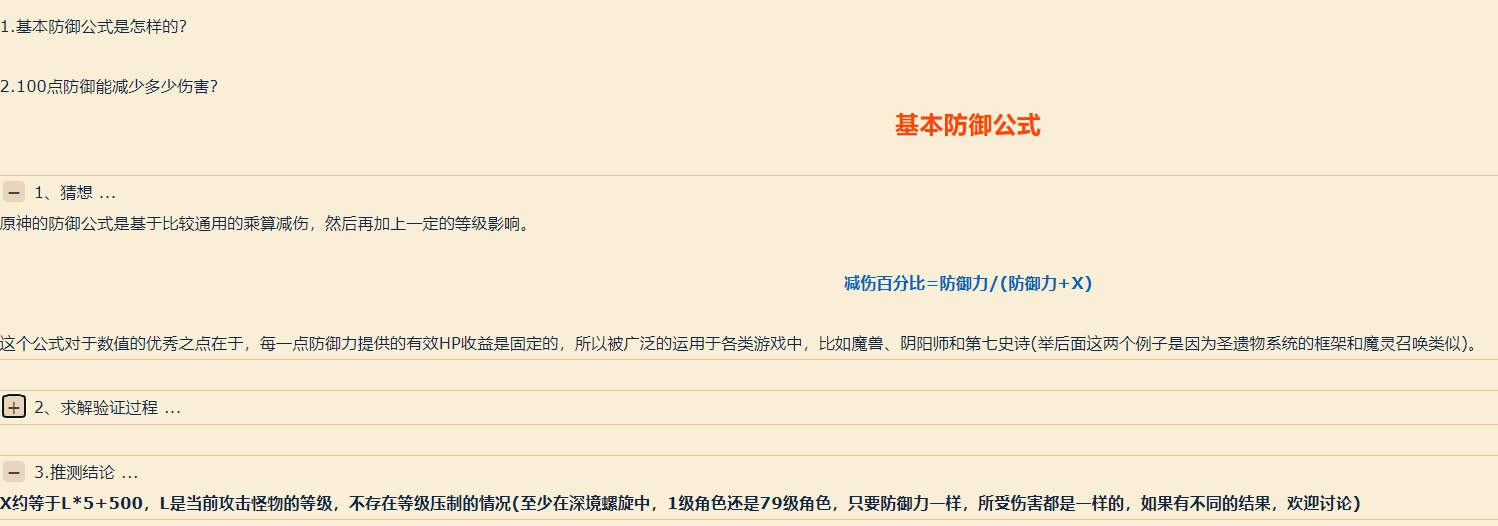 1.基本防御公式是怎样的?
2.100点防御能减少多少伤害?
基本防御公式
1、猜想 ...
原神的防御公式是基于比较通用的乘算减伤，然后再加上一定的等级影响。
减伤百分比=防御力/(防御力+X)
这个公式对于数值的优秀之点在于，每一点防御力提供的有效HP收益是固定的，所以被广泛的运用于各类游戏中，比如魔兽、阴阳师和第七史诗(举后面这两个例子是因为圣遗物系统的框架和魔灵召唤类似)。
2、求解验证过程 ...
3.推测结论 ...
X约等于L*5+500，L是当前攻击怪物的等级，不存在等级压制的情况(至少在深境螺旋中，1级角色还是79级角色，只要防御力一样，所受伤害都是一样的，如果有不同的结果，欢迎讨论)